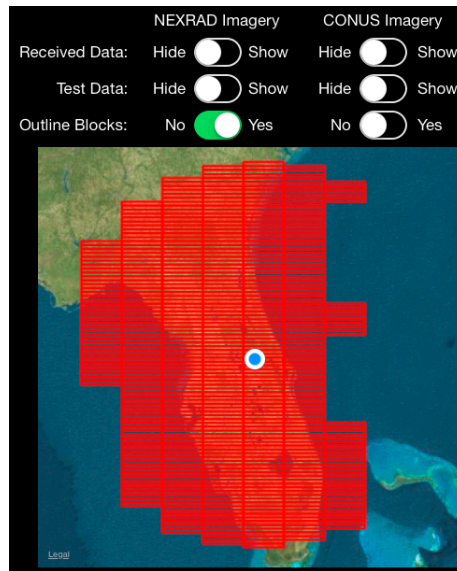 NEXRAD Imagery CONUS Imagery
Received Data: Hide Show Hide Show
Test Data: Hide Show Hide Show
Outline Blocks: No Yes No Yes
Legal